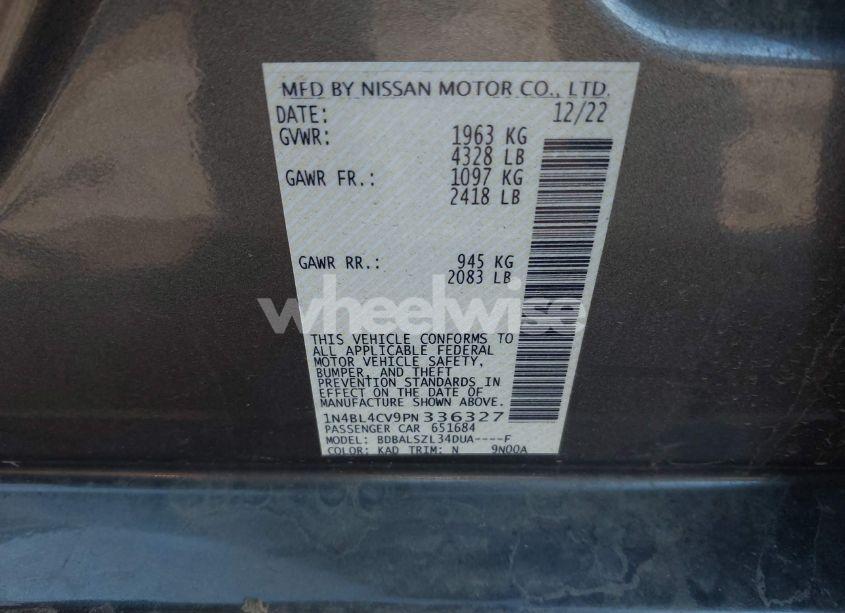 MFD BY NISSAN MOTOR CO., LTD.
DATE: 12/22
GVWR: 1963 KG
4328 LB
GAWR FR.: 1097 KG
2418 LB
GAWR RR.: 945 KG
2083 LB
wheelwise
THIS VEHICLE CONFORMS TO
ALL APPLICABLE FEDERAL
MOTOR VEHICLE SAFETY,
BUMPER, AND THEFT
PREVENTION STANDARDS IN
EFFECT ON THE DATE OF
MANUFACTURE SHOWN ABOVE.
1N4BL4CV9PN336327
PASSENGER CAR 651684
MODEL: BDBALSZL34DUA----F
COLOR: KAD TRIM: N 9N00A